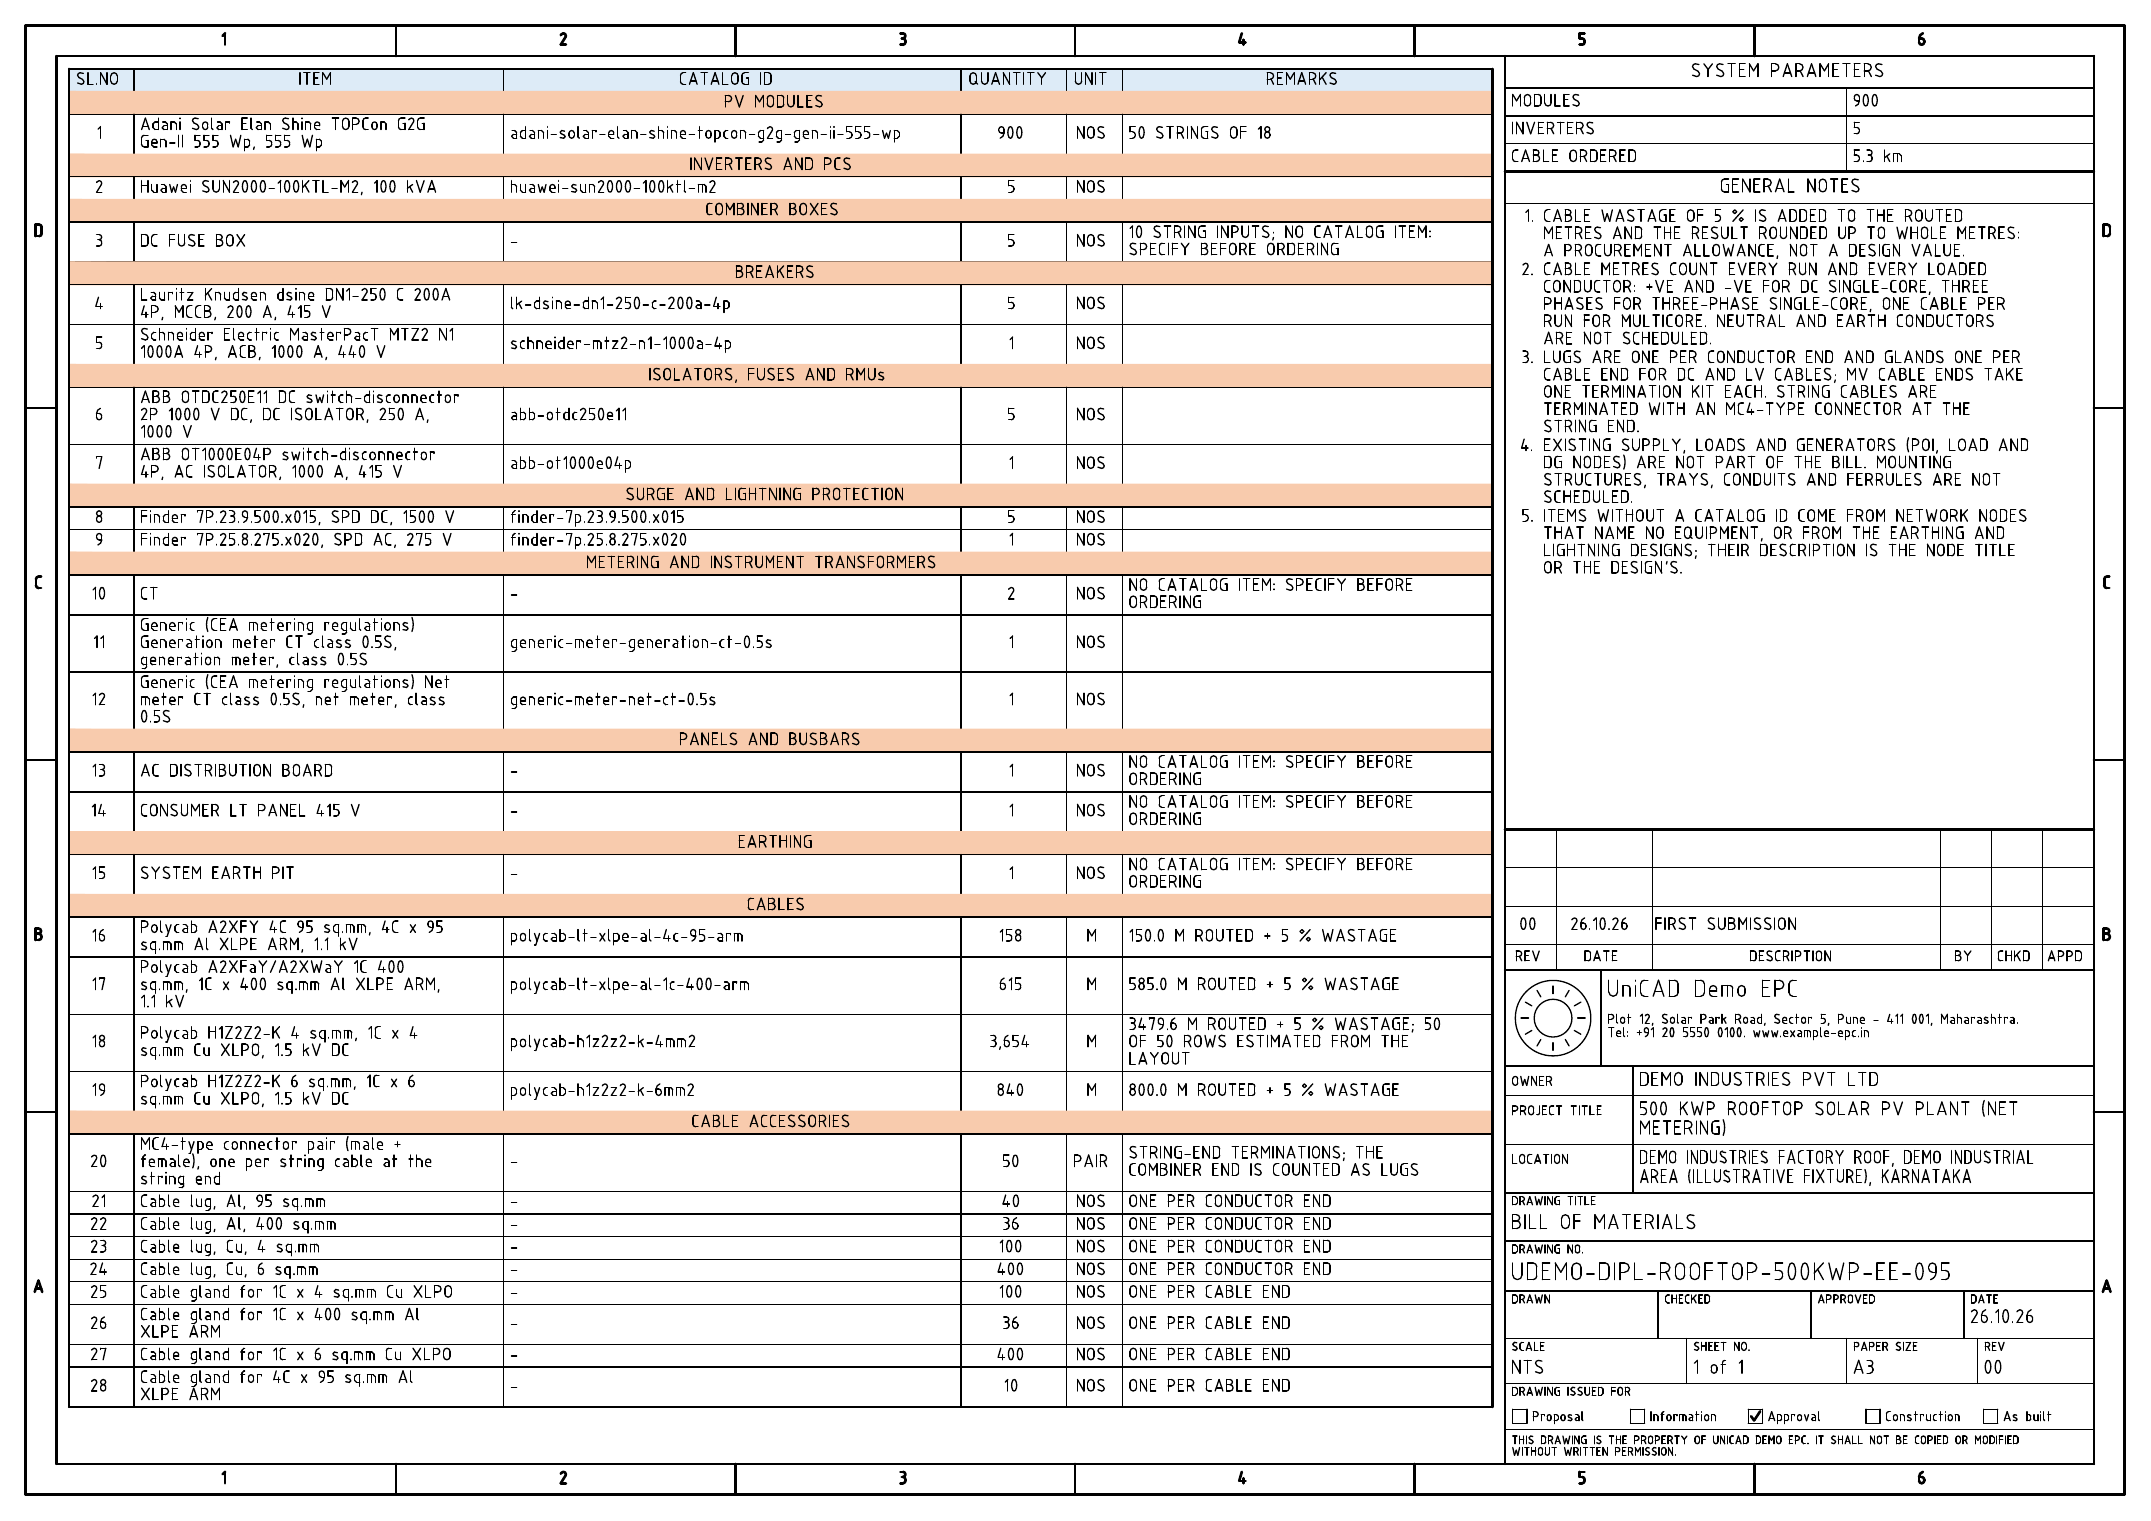 1 2 3 4 5 6
SL.NO ITEM CATALOG ID QUANTITY UNIT REMARKS
PV MODULES
1 Adani Solar Elan Shine TOPCon G2G Gen-II 555 Wp, 555 Wp adani-solar-elan-shine-topcon-g2g-gen-ii-555-wp 900 NOS 50 STRINGS OF 18
INVERTERS AND PCS
2 Huawei SUN2000-100KTL-M2, 100 kVA huawei-sun2000-100ktl-m2 5 NOS
COMBINER BOXES
3 DC FUSE BOX - 5 NOS 10 STRING INPUTS; NO CATALOG ITEM: SPECIFY BEFORE ORDERING
BREAKERS
4 Lauritz Knudsen dsine DN1-250 C 200A 4P, MCCB, 200 A, 415 V lk-dsine-dn1-250-c-200a-4p 5 NOS
5 Schneider Electric MasterPacT MTZ2 N1 1000A 4P, ACB, 1000 A, 440 V schneider-mtz2-n1-1000a-4p 1 NOS
ISOLATORS, FUSES AND RMUs
6 ABB OTDC250E11 DC switch-disconnector 2P 1000 V DC, DC ISOLATOR, 250 A, 1000 V abb-otdc250e11 5 NOS
7 ABB OT1000E04P switch-disconnector 4P, AC ISOLATOR, 1000 A, 415 V abb-ot1000e04p 1 NOS
SURGE AND LIGHTNING PROTECTION
8 Finder 7P.23.9.500.x015, SPD DC, 1500 V finder-7p.23.9.500.x015 5 NOS
9 Finder 7P.25.8.275.x020, SPD AC, 275 V finder-7p.25.8.275.x020 1 NOS
METERING AND INSTRUMENT TRANSFORMERS
10 CT - 2 NOS NO CATALOG ITEM: SPECIFY BEFORE ORDERING
11 Generic (CEA metering regulations) Generation meter CT class 0.5S, generation meter, class 0.5S generic-meter-generation-ct-0.5s 1 NOS
12 Generic (CEA metering regulations) Net meter CT class 0.5S, net meter, class 0.5S generic-meter-net-ct-0.5s 1 NOS
PANELS AND BUSBARS
13 AC DISTRIBUTION BOARD - 1 NOS NO CATALOG ITEM: SPECIFY BEFORE ORDERING
14 CONSUMER LT PANEL 415 V - 1 NOS NO CATALOG ITEM: SPECIFY BEFORE ORDERING
EARTHING
15 SYSTEM EARTH PIT - 1 NOS NO CATALOG ITEM: SPECIFY BEFORE ORDERING
CABLES
16 Polycab A2XFY 4C 95 sq.mm, 4C x 95 sq.mm Al XLPE ARM, 1.1 kV polycab-lt-xlpe-al-4c-95-arm 158 M 150.0 M ROUTED + 5 % WASTAGE
17 Polycab A2XFaY/A2XWaY 1C 400 sq.mm, 1C x 400 sq.mm Al XLPE ARM, 1.1 kV polycab-lt-xlpe-al-1c-400-arm 615 M 585.0 M ROUTED + 5 % WASTAGE
18 Polycab H1Z2Z2-K 4 sq.mm, 1C x 4 sq.mm Cu XLPO, 1.5 kV DC polycab-h1z2z2-k-4mm2 3,654 M 3479.6 M ROUTED + 5 % WASTAGE; 50 OF 50 ROWS ESTIMATED FROM THE LAYOUT
19 Polycab H1Z2Z2-K 6 sq.mm, 1C x 6 sq.mm Cu XLPO, 1.5 kV DC polycab-h1z2z2-k-6mm2 840 M 800.0 M ROUTED + 5 % WASTAGE
CABLE ACCESSORIES
20 MC4-type connector pair (male + female), one per string cable at the string end - 50 PAIR STRING-END TERMINATIONS; THE COMBINER END IS COUNTED AS LUGS
21 Cable lug, Al, 95 sq.mm - 40 NOS ONE PER CONDUCTOR END
22 Cable lug, Al, 400 sq.mm - 36 NOS ONE PER CONDUCTOR END
23 Cable lug, Cu, 4 sq.mm - 100 NOS ONE PER CONDUCTOR END
24 Cable lug, Cu, 6 sq.mm - 400 NOS ONE PER CONDUCTOR END
25 Cable gland for 1C x 4 sq.mm Cu XLPO - 100 NOS ONE PER CABLE END
26 Cable gland for 1C x 400 sq.mm Al XLPE ARM - 36 NOS ONE PER CABLE END
27 Cable gland for 1C x 6 sq.mm Cu XLPO - 400 NOS ONE PER CABLE END
28 Cable gland for 4C x 95 sq.mm Al XLPE ARM - 10 NOS ONE PER CABLE END
SYSTEM PARAMETERS
MODULES 900
INVERTERS 5
CABLE ORDERED 5.3 km
GENERAL NOTES
1. CABLE WASTAGE OF 5 % IS ADDED TO THE ROUTED
METRES AND THE RESULT ROUNDED UP TO WHOLE METRES:
A PROCUREMENT ALLOWANCE, NOT A DESIGN VALUE.
2. CABLE METRES COUNT EVERY RUN AND EVERY LOADED
CONDUCTOR: +VE AND -VE FOR DC SINGLE-CORE, THREE
PHASES FOR THREE-PHASE SINGLE-CORE, ONE CABLE PER
RUN FOR MULTICORE. NEUTRAL AND EARTH CONDUCTORS
ARE NOT SCHEDULED.
3. LUGS ARE ONE PER CONDUCTOR END AND GLANDS ONE PER
CABLE END FOR DC AND LV CABLES; MV CABLE ENDS TAKE
ONE TERMINATION KIT EACH. STRING CABLES ARE
TERMINATED WITH AN MC4-TYPE CONNECTOR AT THE
STRING END.
4. EXISTING SUPPLY, LOADS AND GENERATORS (POI, LOAD AND
DG NODES) ARE NOT PART OF THE BILL. MOUNTING
STRUCTURES, TRAYS, CONDUITS AND FERRULES ARE NOT
SCHEDULED.
5. ITEMS WITHOUT A CATALOG ID COME FROM NETWORK NODES
THAT NAME NO EQUIPMENT, OR FROM THE EARTHING AND
LIGHTNING DESIGNS; THEIR DESCRIPTION IS THE NODE TITLE
OR THE DESIGN'S.
00 26.10.26 FIRST SUBMISSION
REV DATE DESCRIPTION BY CHKD APPD
UniCAD Demo EPC
Plot 12, Solar Park Road, Sector 5, Pune - 411 001, Maharashtra.
Tel: +91 20 5550 0100. www.example-epc.in
OWNER DEMO INDUSTRIES PVT LTD
PROJECT TITLE 500 KWP ROOFTOP SOLAR PV PLANT (NET
METERING)
LOCATION DEMO INDUSTRIES FACTORY ROOF, DEMO INDUSTRIAL
AREA (ILLUSTRATIVE FIXTURE), KARNATAKA
DRAWING TITLE
BILL OF MATERIALS
DRAWING NO.
UDEMO-DIPL-ROOFTOP-500KWP-EE-095
DRAWN CHECKED APPROVED DATE
26.10.26
SCALE SHEET NO. PAPER SIZE REV
NTS 1 of 1 A3 00
DRAWING ISSUED FOR
Proposal Information Approval Construction As built
THIS DRAWING IS THE PROPERTY OF UNICAD DEMO EPC. IT SHALL NOT BE COPIED OR MODIFIED
WITHOUT WRITTEN PERMISSION.
D D
C C
B B
A A
1 2 3 4 5 6